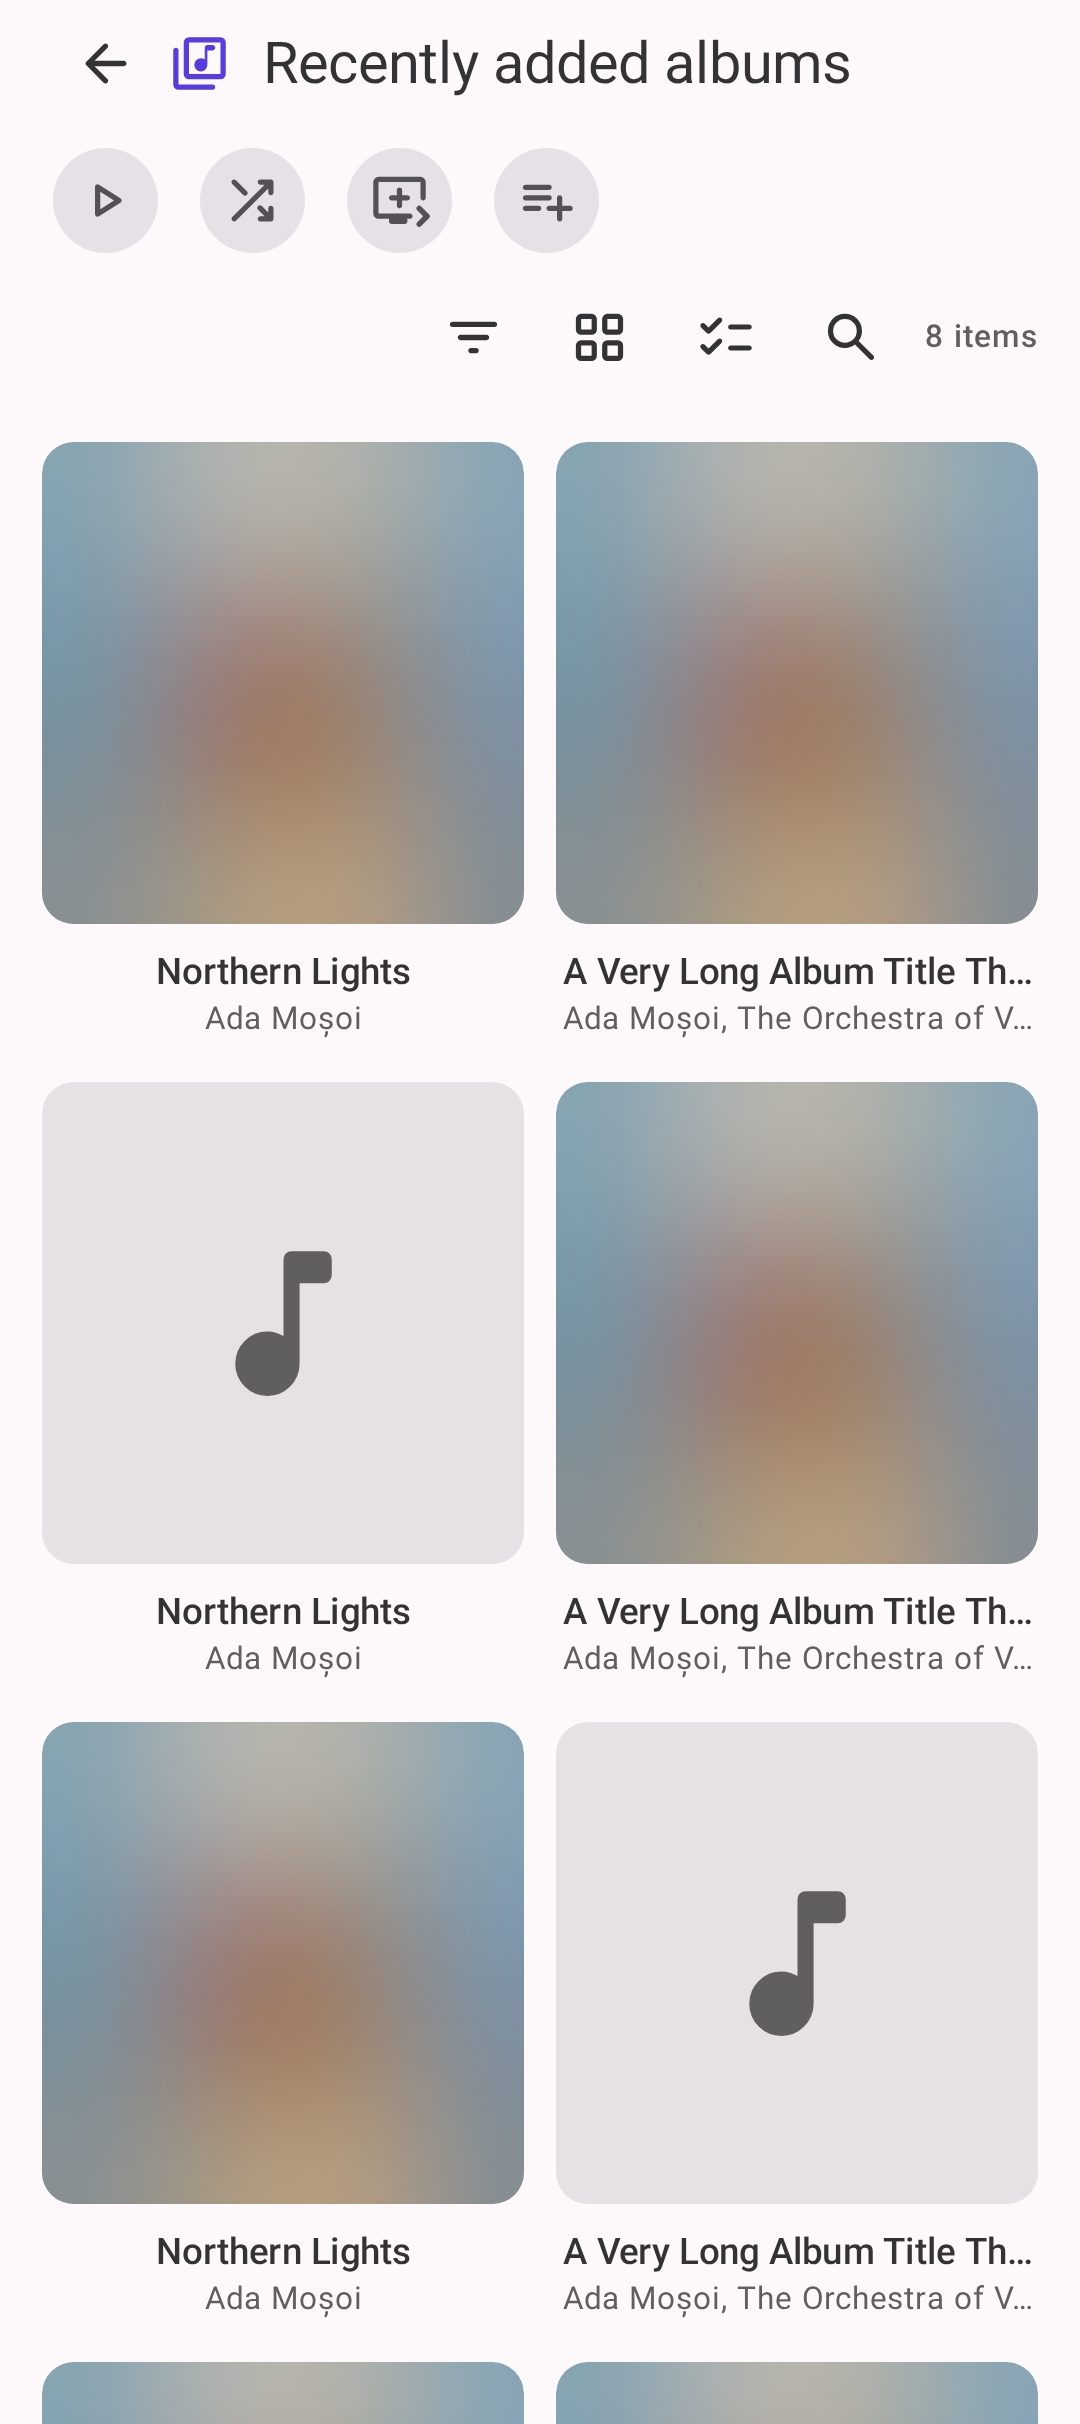 Recently added albums
8 items
Northern Lights
Ada Moșoi
A Very Long Album Title Th…
Ada Moșoi, The Orchestra of V…
Northern Lights
Ada Moșoi
A Very Long Album Title Th…
Ada Moșoi, The Orchestra of V…
Northern Lights
Ada Moșoi
A Very Long Album Title Th…
Ada Moșoi, The Orchestra of V…